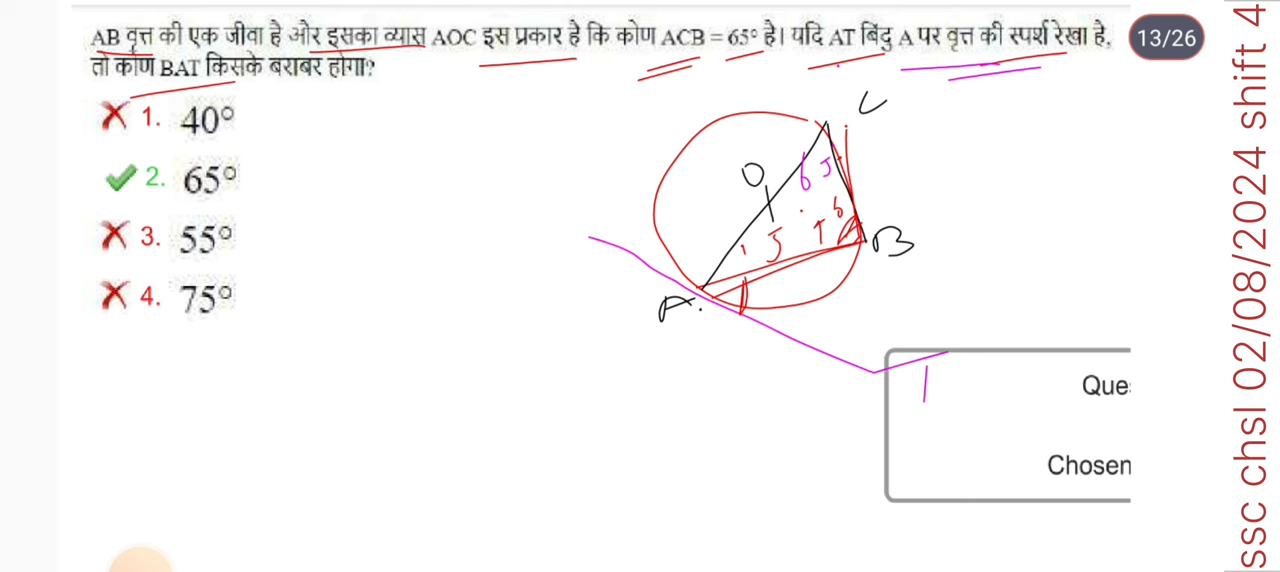 AB वृत्त की एक जीवा है और इसका व्यास AOC इस प्रकार है कि कोण ACB = 65° है। यदि AT बिंदु A पर वृत्त की स्पर्श रेखा है,
तो कोण BAT किसके बराबर होगा?
13/26
1. 40°
2. 65°
3. 55°
4. 75°
C
O
65
B
A
Que
Chosen
ssc chsl 02/08/2024 shift 4